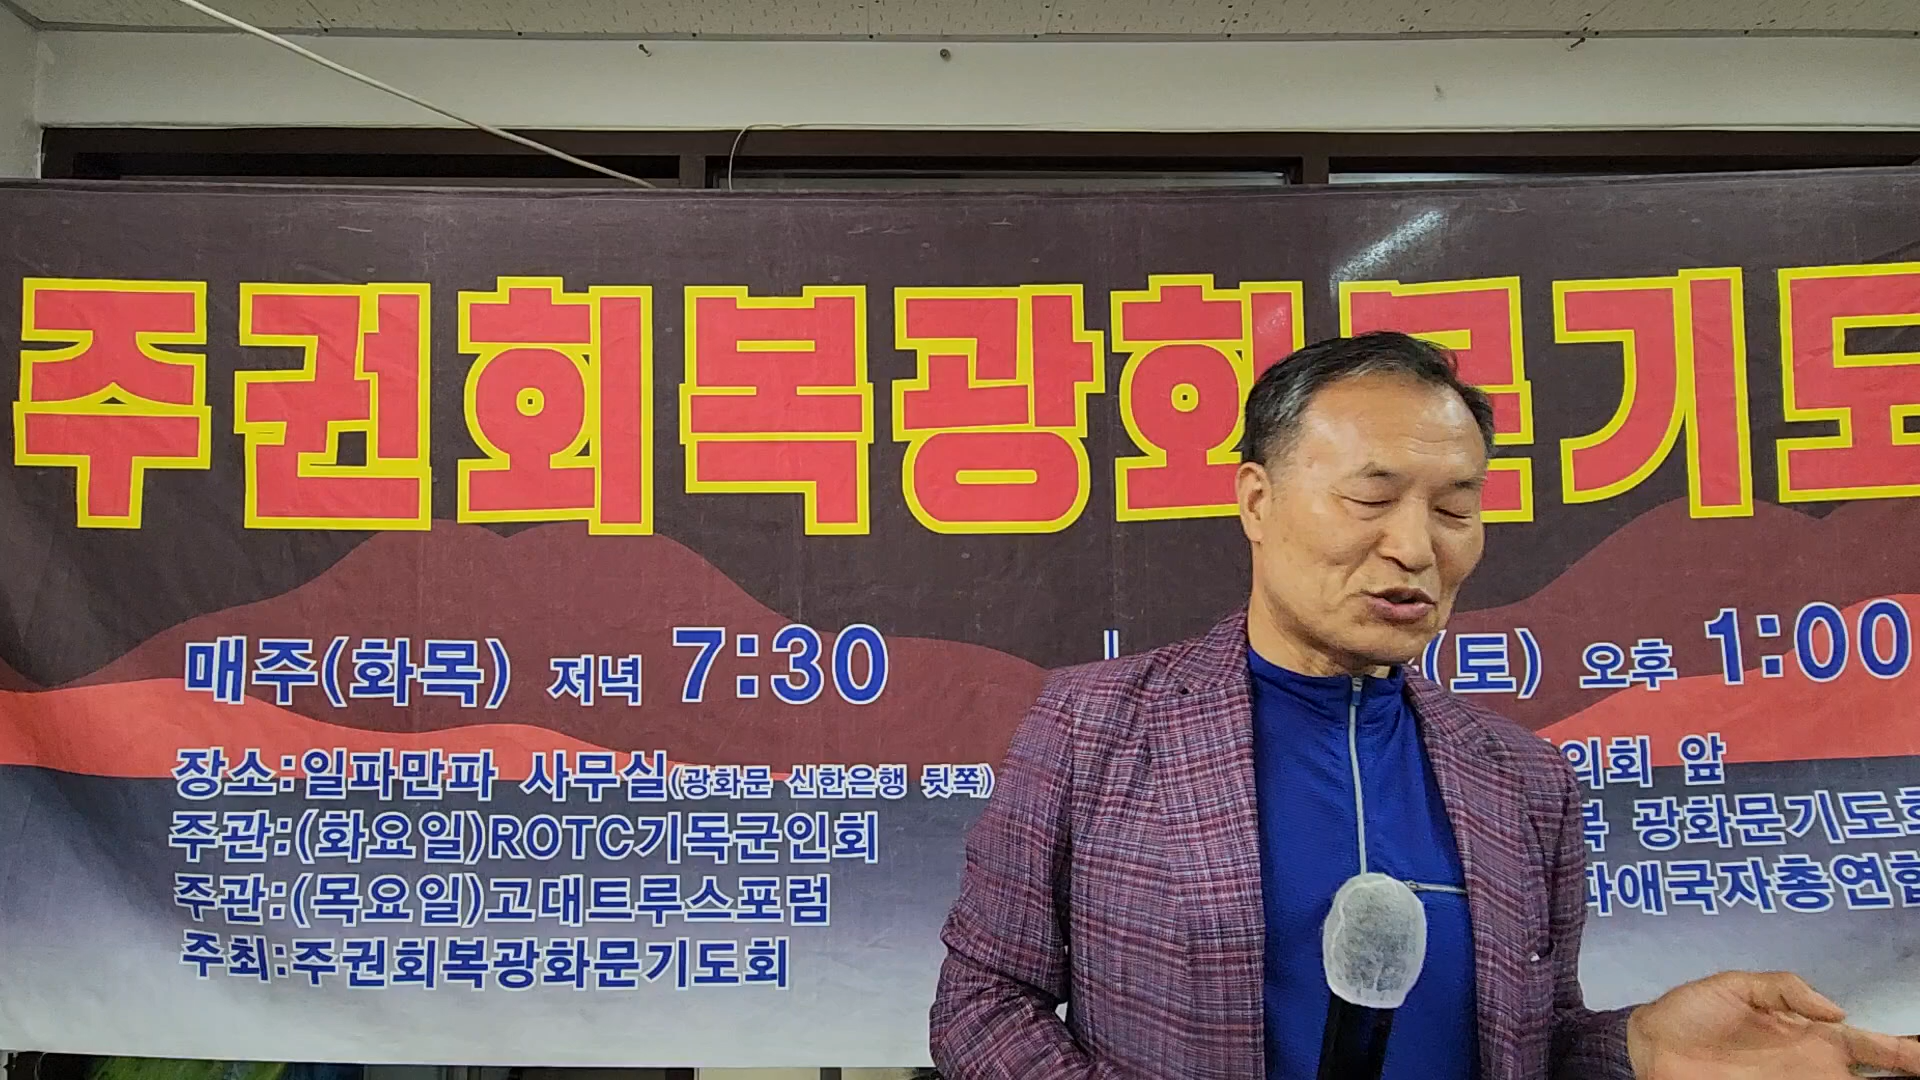 주권회복광화문기도
매주(화목) 저녁 7:30
(토) 오후 1:00
장소:일파만파 사무실(광화문 신한은행 뒷쪽)
의회 앞
주관:(화요일)ROTC기독군인회
복 광화문기도회
주관:(목요일)고대트루스포럼
파애국자총연합
주최:주권회복광화문기도회